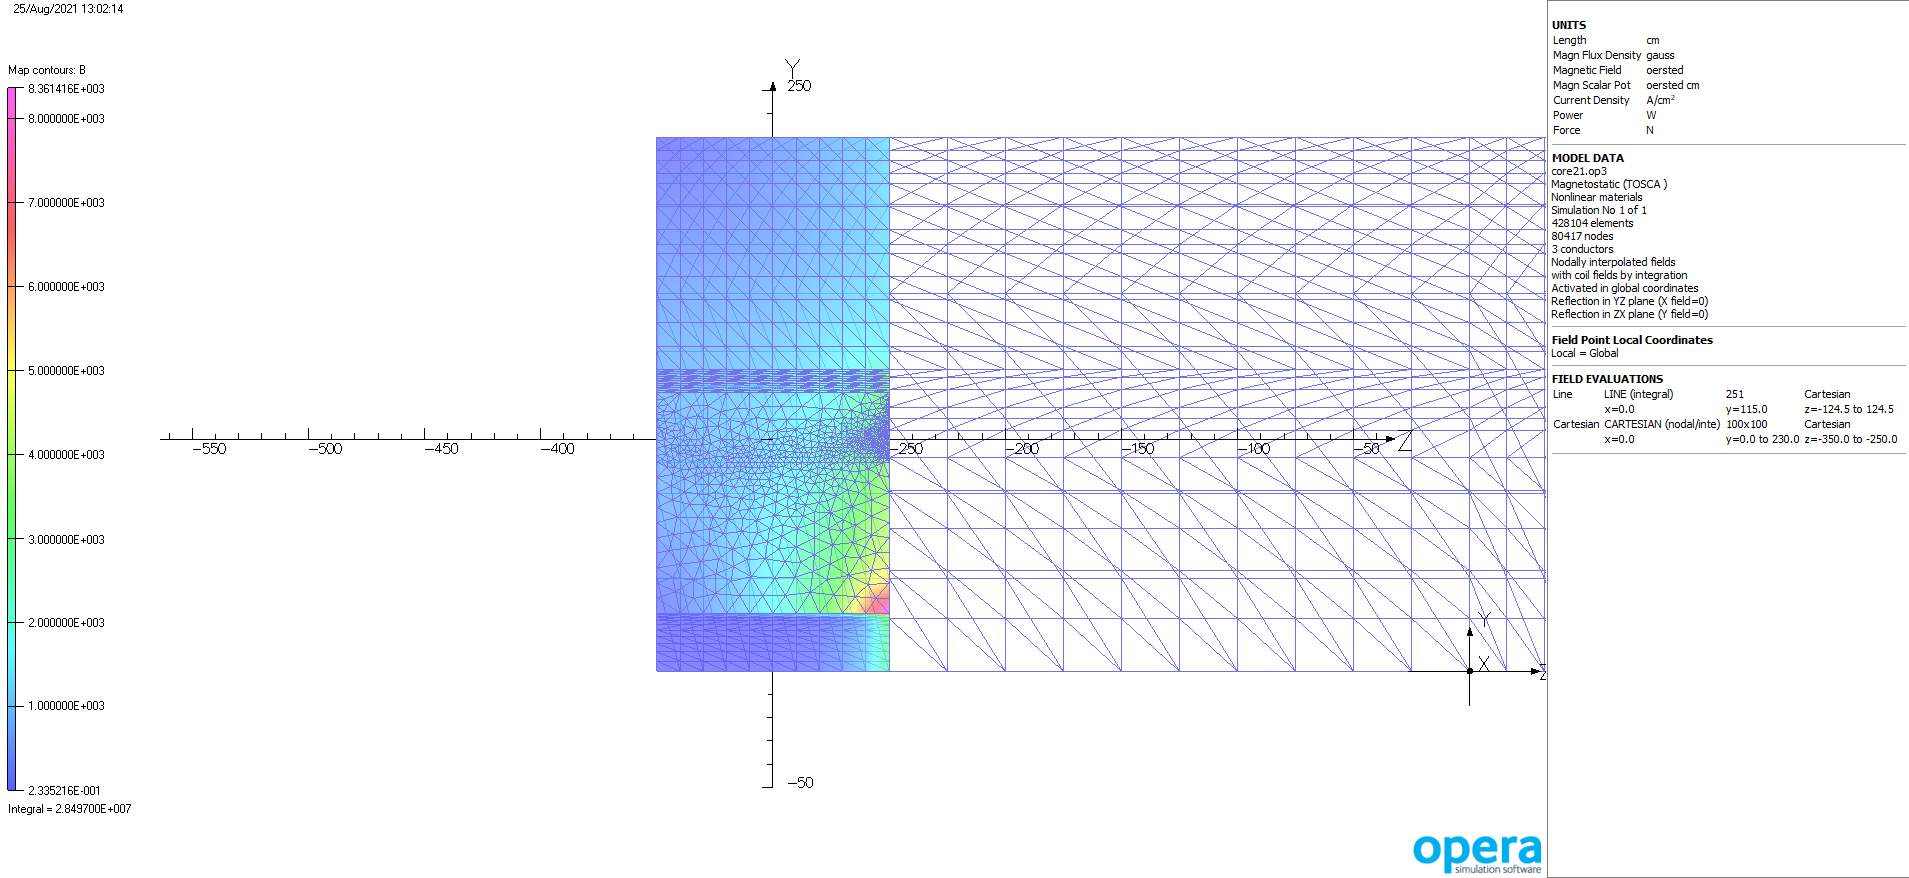 25/Aug/2021 13:02:14
Map contours: B
8.361416E+003
8.000000E+003
7.000000E+003
6.000000E+003
5.000000E+003
4.000000E+003
3.000000E+003
2.000000E+003
1.000000E+003
2.335216E-001
Integral = 2.849700E+007
Y
250
-550
-500
-450
-400
-250
-200
-150
-100
-50
Z
-50
Y
X
Z
opera
simulation software
UNITS
Length cm
Magn Flux Density gauss
Magnetic Field oersted
Magn Scalar Pot oersted cm
Current Density A/cm²
Power W
Force N
MODEL DATA
core21.op3
Magnetostatic (TOSCA )
Nonlinear materials
Simulation No 1 of 1
428104 elements
80417 nodes
3 conductors
Nodally interpolated fields
with coil fields by integration
Activated in global coordinates
Reflection in YZ plane (X field=0)
Reflection in ZX plane (Y field=0)
Field Point Local Coordinates
Local = Global
FIELD EVALUATIONS
Line LINE (integral) 251 Cartesian
x=0.0 y=115.0 z=-124.5 to 124.5
Cartesian CARTESIAN (nodal/inte) 100x100 Cartesian
x=0.0 y=0.0 to 230.0 z=-350.0 to -250.0